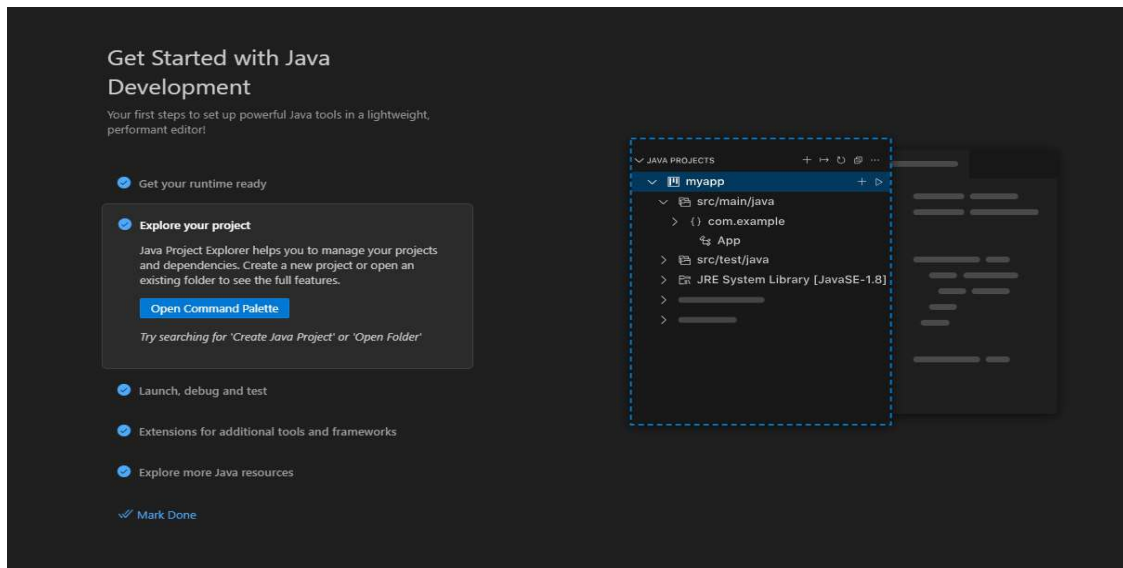 Get Started with Java
Development
Your first steps to set up powerful Java tools in a lightweight,
performant editor!
Get your runtime ready
Explore your project
Java Project Explorer helps you to manage your projects
and dependencies. Create a new project or open an
existing folder to see the full features.
Open Command Palette
Try searching for 'Create Java Project' or 'Open Folder'
Launch, debug and test
Extensions for additional tools and frameworks
Explore more Java resources
Mark Done
JAVA PROJECTS
myapp
src/main/java
{} com.example
App
src/test/java
JRE System Library [JavaSE-1.8]